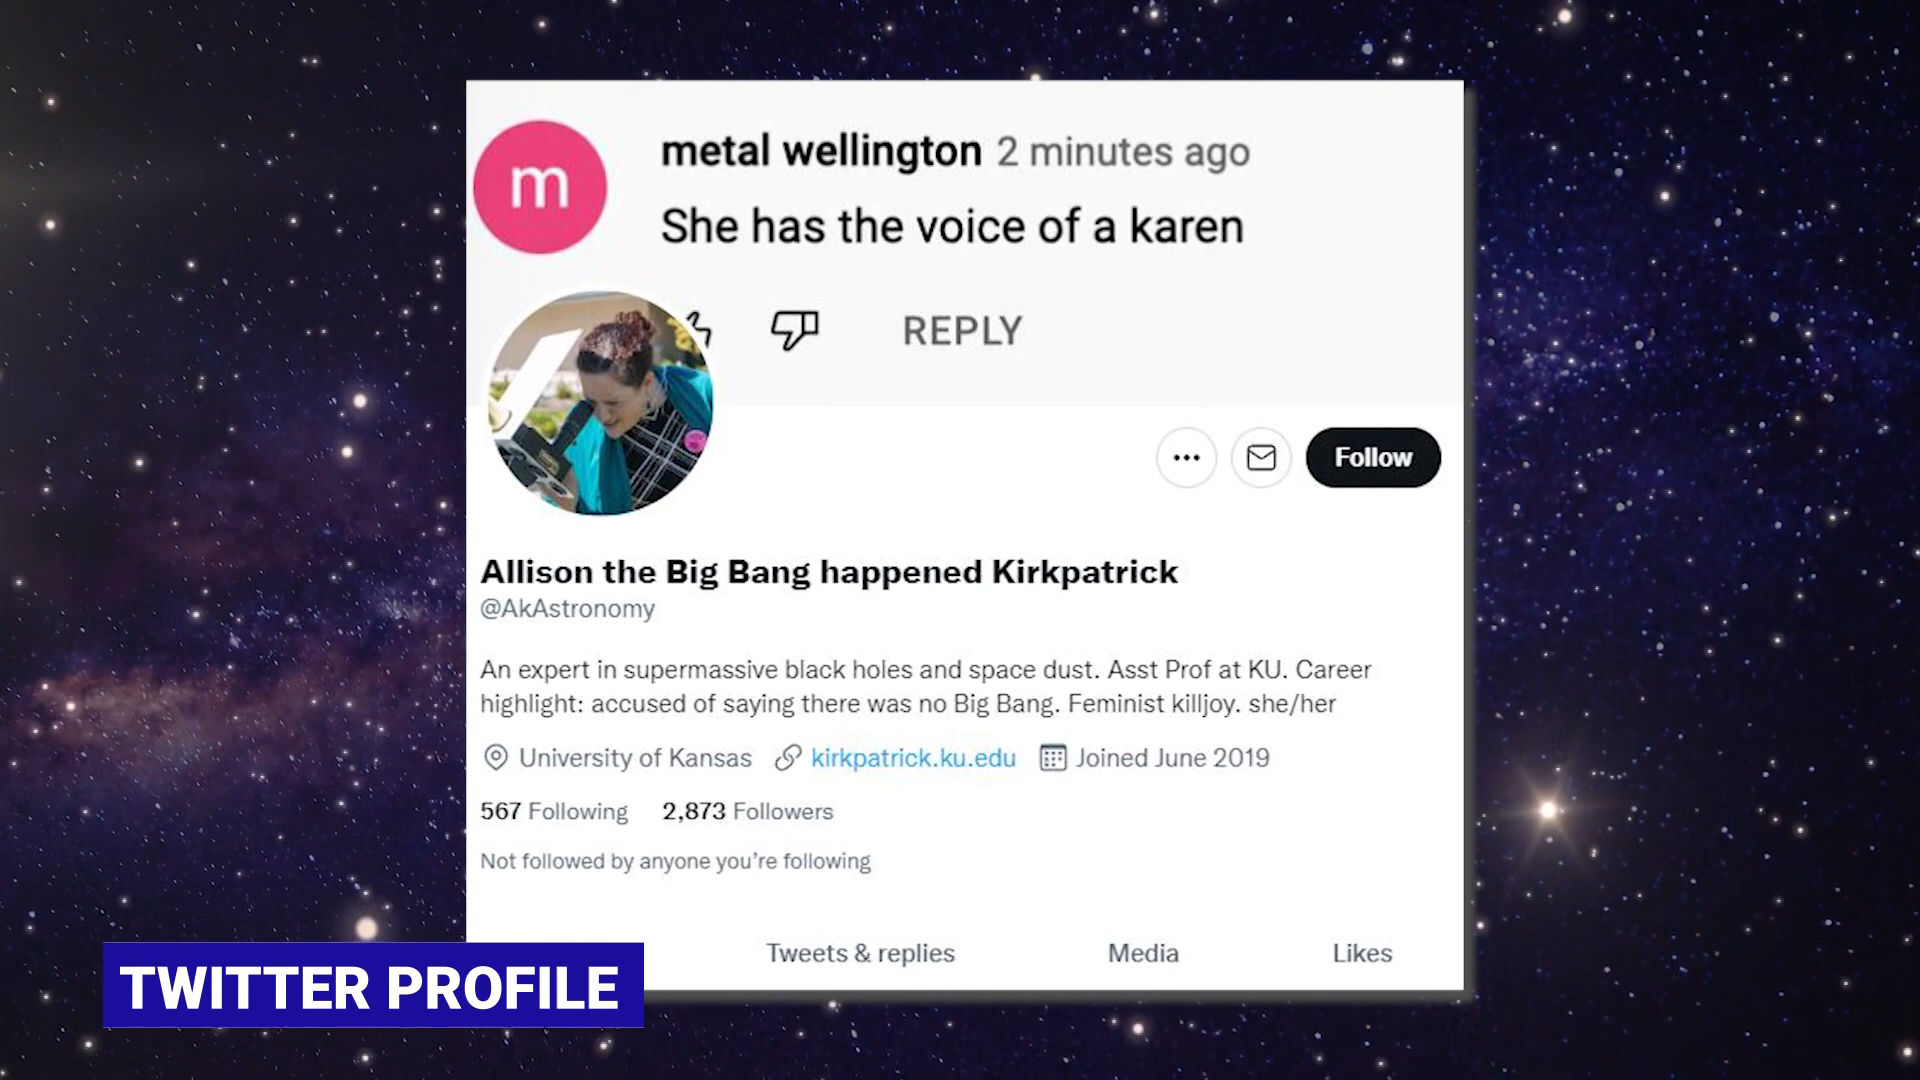 m
metal wellington 2 minutes ago
She has the voice of a karen
REPLY
Follow
Allison the Big Bang happened Kirkpatrick
@AkAstronomy
An expert in supermassive black holes and space dust. Asst Prof at KU. Career
highlight: accused of saying there was no Big Bang. Feminist killjoy. she/her
University of Kansas kirkpatrick.ku.edu Joined June 2019
567 Following 2,873 Followers
Not followed by anyone you’re following
Tweets & replies Media Likes
TWITTER PROFILE